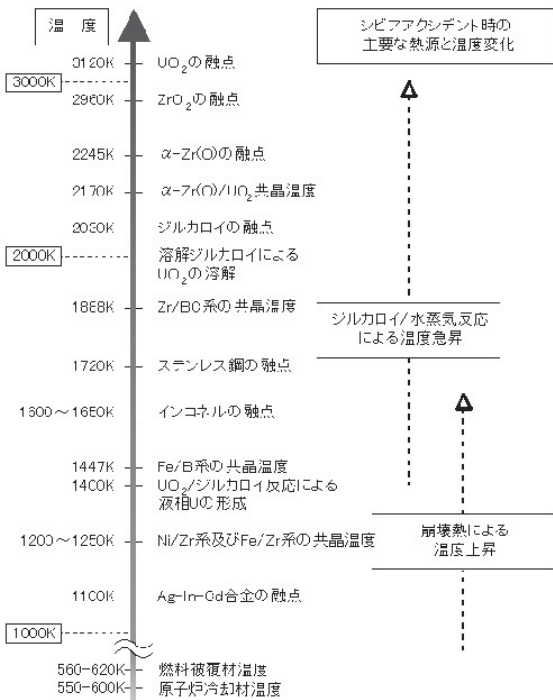 温 度
シビアアクシデント時の
主要な熱源と温度変化
3120K UO₂の融点
3000K
2960K ZrO₂の融点
2245K α-Zr(O)の融点
2170K α-Zr(O)/UO₂共晶温度
2030K ジルカロイの融点
2000K
溶解ジルカロイによる
UO₂の溶解
1888K Zr/BC系の共晶温度
ジルカロイ/水蒸気反応
による温度急昇
1720K ステンレス鋼の融点
1600～1650K インコネルの融点
1447K Fe/B系の共晶温度
1400K UO₂/ジルカロイ反応による
液相Uの形成
崩壊熱による
温度上昇
1200～1250K Ni/Zr系及びFe/Zr系の共晶温度
1100K Ag-In-Cd合金の融点
1000K
560-620K 燃料被覆材温度
550-600K 原子炉冷却材温度